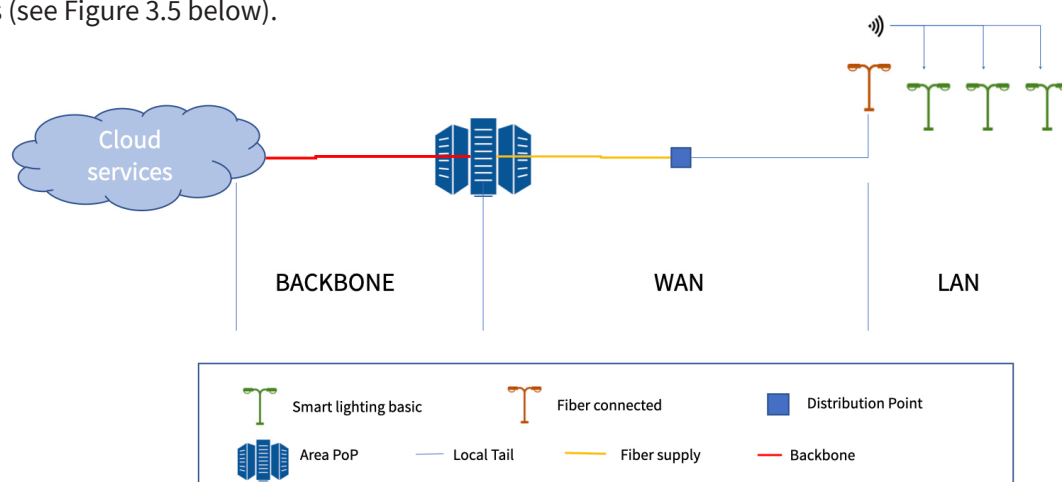 s (see Figure 3.5 below).
Cloud
services
BACKBONE
WAN
LAN
Smart lighting basic
Fiber connected
Distribution Point
Area PoP
Local Tail
Fiber supply
Backbone